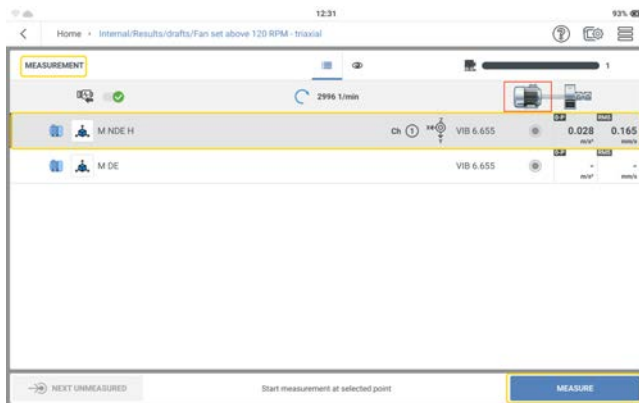 12:31
93%
Home • Internal/Results/drafts/Fan set above 120 RPM - triaxial
MEASUREMENT
1
2996 1/min
M NDE H
Ch 1
VIB 6.655
0-P
0.028
m/s²
RMS
0.165
mm/s
M DE
VIB 6.655
0-P
-
m/s²
RMS
-
mm/s
NEXT UNMEASURED
Start measurement at selected point
MEASURE